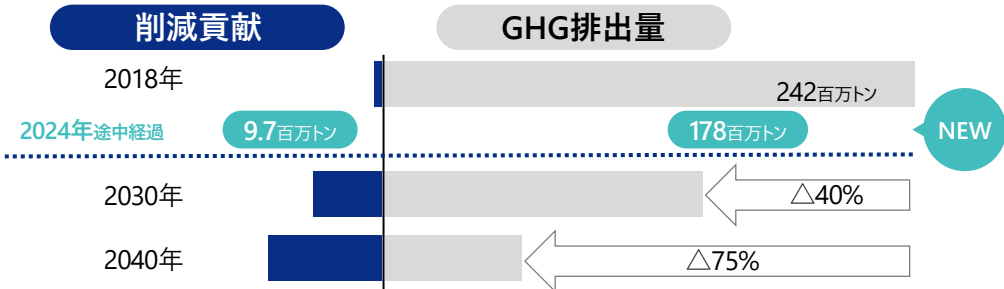 削減貢献 GHG排出量
2018年 242百万トン
2024年途中経過 9.7百万トン 178百万トン NEW
2030年 △40%
2040年 △75%